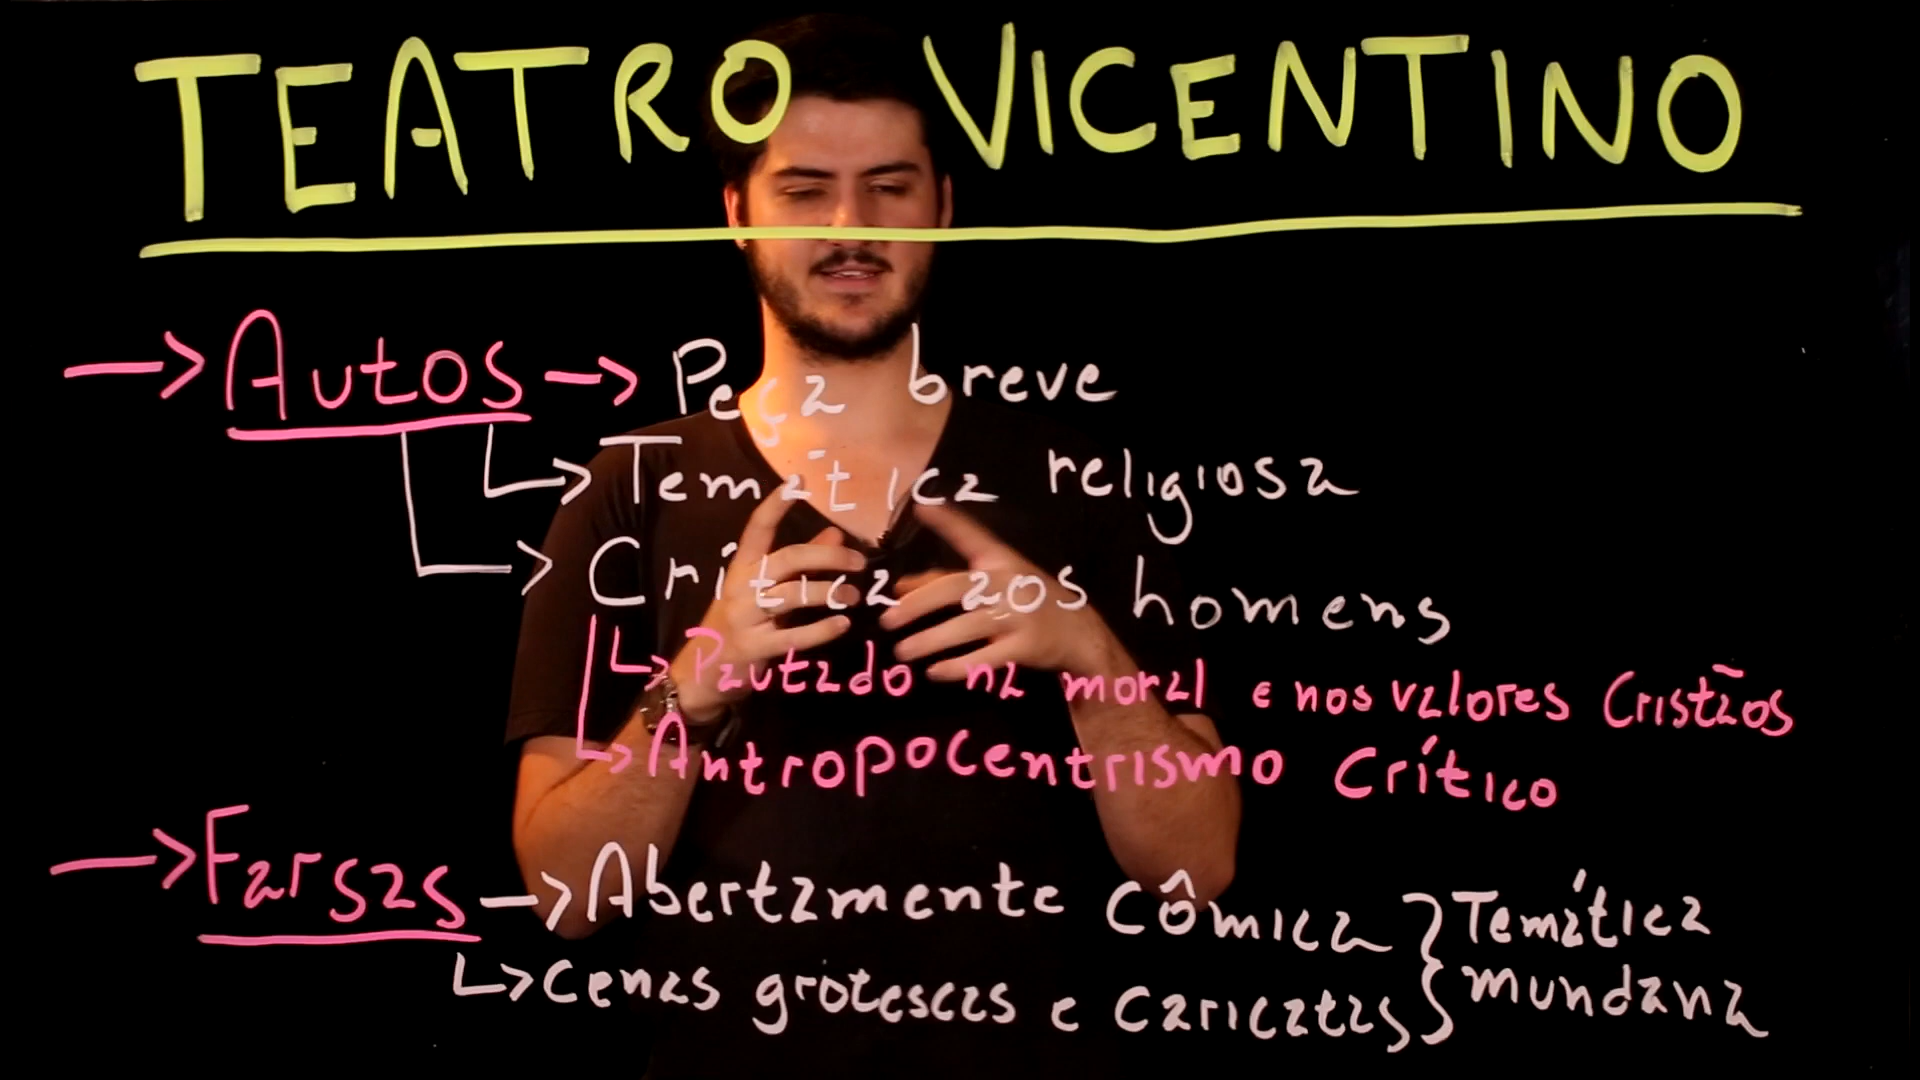 TEATRO VICENTINO
→ Autos → Peça breve
↳ Temática religiosa
↳ Crítica aos homens
↳ Pautado na moral e nos valores Cristãos
↳ Antropocentrismo Crítico
→ Farsas → Abertamente cômica } Temática
↳ Cenas grotescas e caricatas } mundana